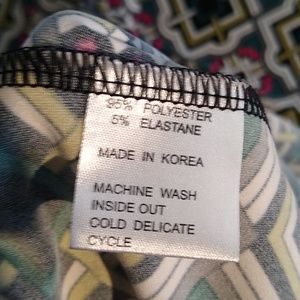 95% POLYESTER
5% ELASTANE
MADE IN KOREA
MACHINE WASH
INSIDE OUT
COLD DELICATE
CYCLE